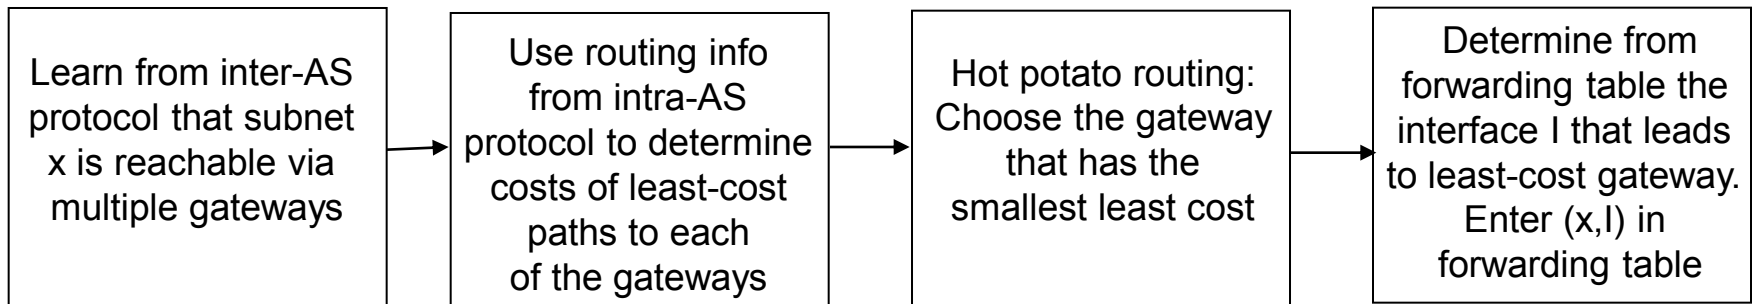 Learn from inter-AS
protocol that subnet
x is reachable via
multiple gateways
Use routing info
from intra-AS
protocol to determine
costs of least-cost
paths to each
of the gateways
Hot potato routing:
Choose the gateway
that has the
smallest least cost
Determine from
forwarding table the
interface I that leads
to least-cost gateway.
Enter (x,I) in
forwarding table